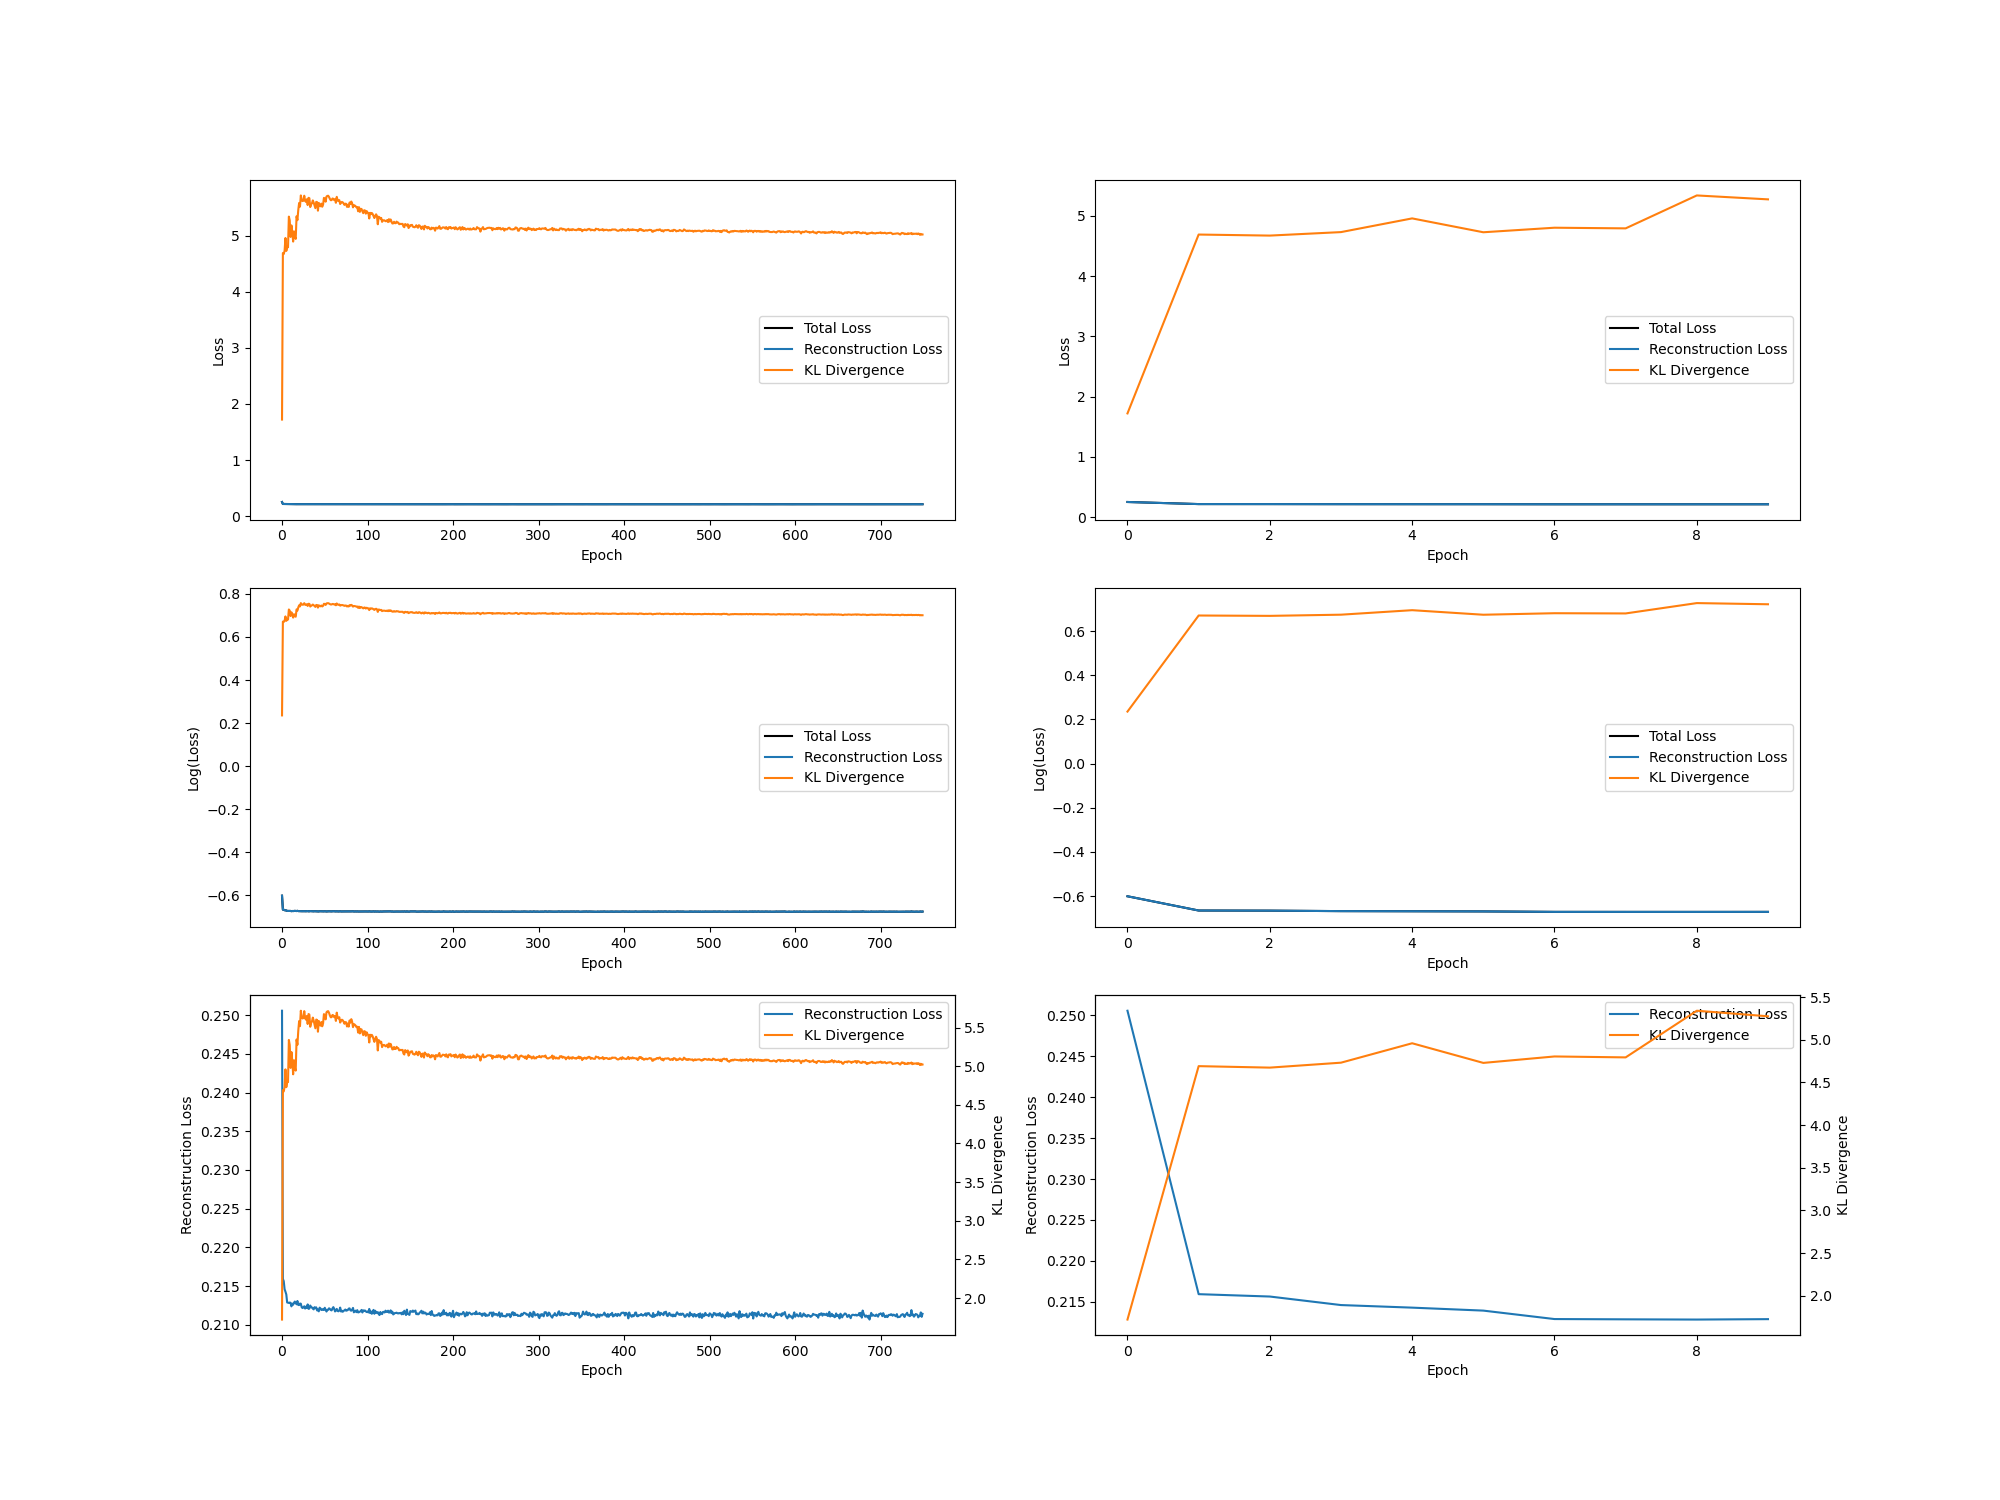 5
4
3
2
1
0
Loss
0 100 200 300 400 500 600 700
Epoch
Total Loss
Reconstruction Loss
KL Divergence
5
4
3
2
1
0
Loss
0 2 4 6 8
Epoch
Total Loss
Reconstruction Loss
KL Divergence
0.8
0.6
0.4
0.2
0.0
−0.2
−0.4
−0.6
Log(Loss)
0 100 200 300 400 500 600 700
Epoch
Total Loss
Reconstruction Loss
KL Divergence
0.6
0.4
0.2
0.0
−0.2
−0.4
−0.6
Log(Loss)
0 2 4 6 8
Epoch
Total Loss
Reconstruction Loss
KL Divergence
0.250
0.245
0.240
0.235
0.230
0.225
0.220
0.215
0.210
Reconstruction Loss
0 100 200 300 400 500 600 700
Epoch
Reconstruction Loss
KL Divergence
5.5
5.0
4.5
4.0
3.5
3.0
2.5
2.0
KL Divergence
0.250
0.245
0.240
0.235
0.230
0.225
0.220
0.215
Reconstruction Loss
0 2 4 6 8
Epoch
Reconstruction Loss
KL Divergence
5.5
5.0
4.5
4.0
3.5
3.0
2.5
2.0
KL Divergence